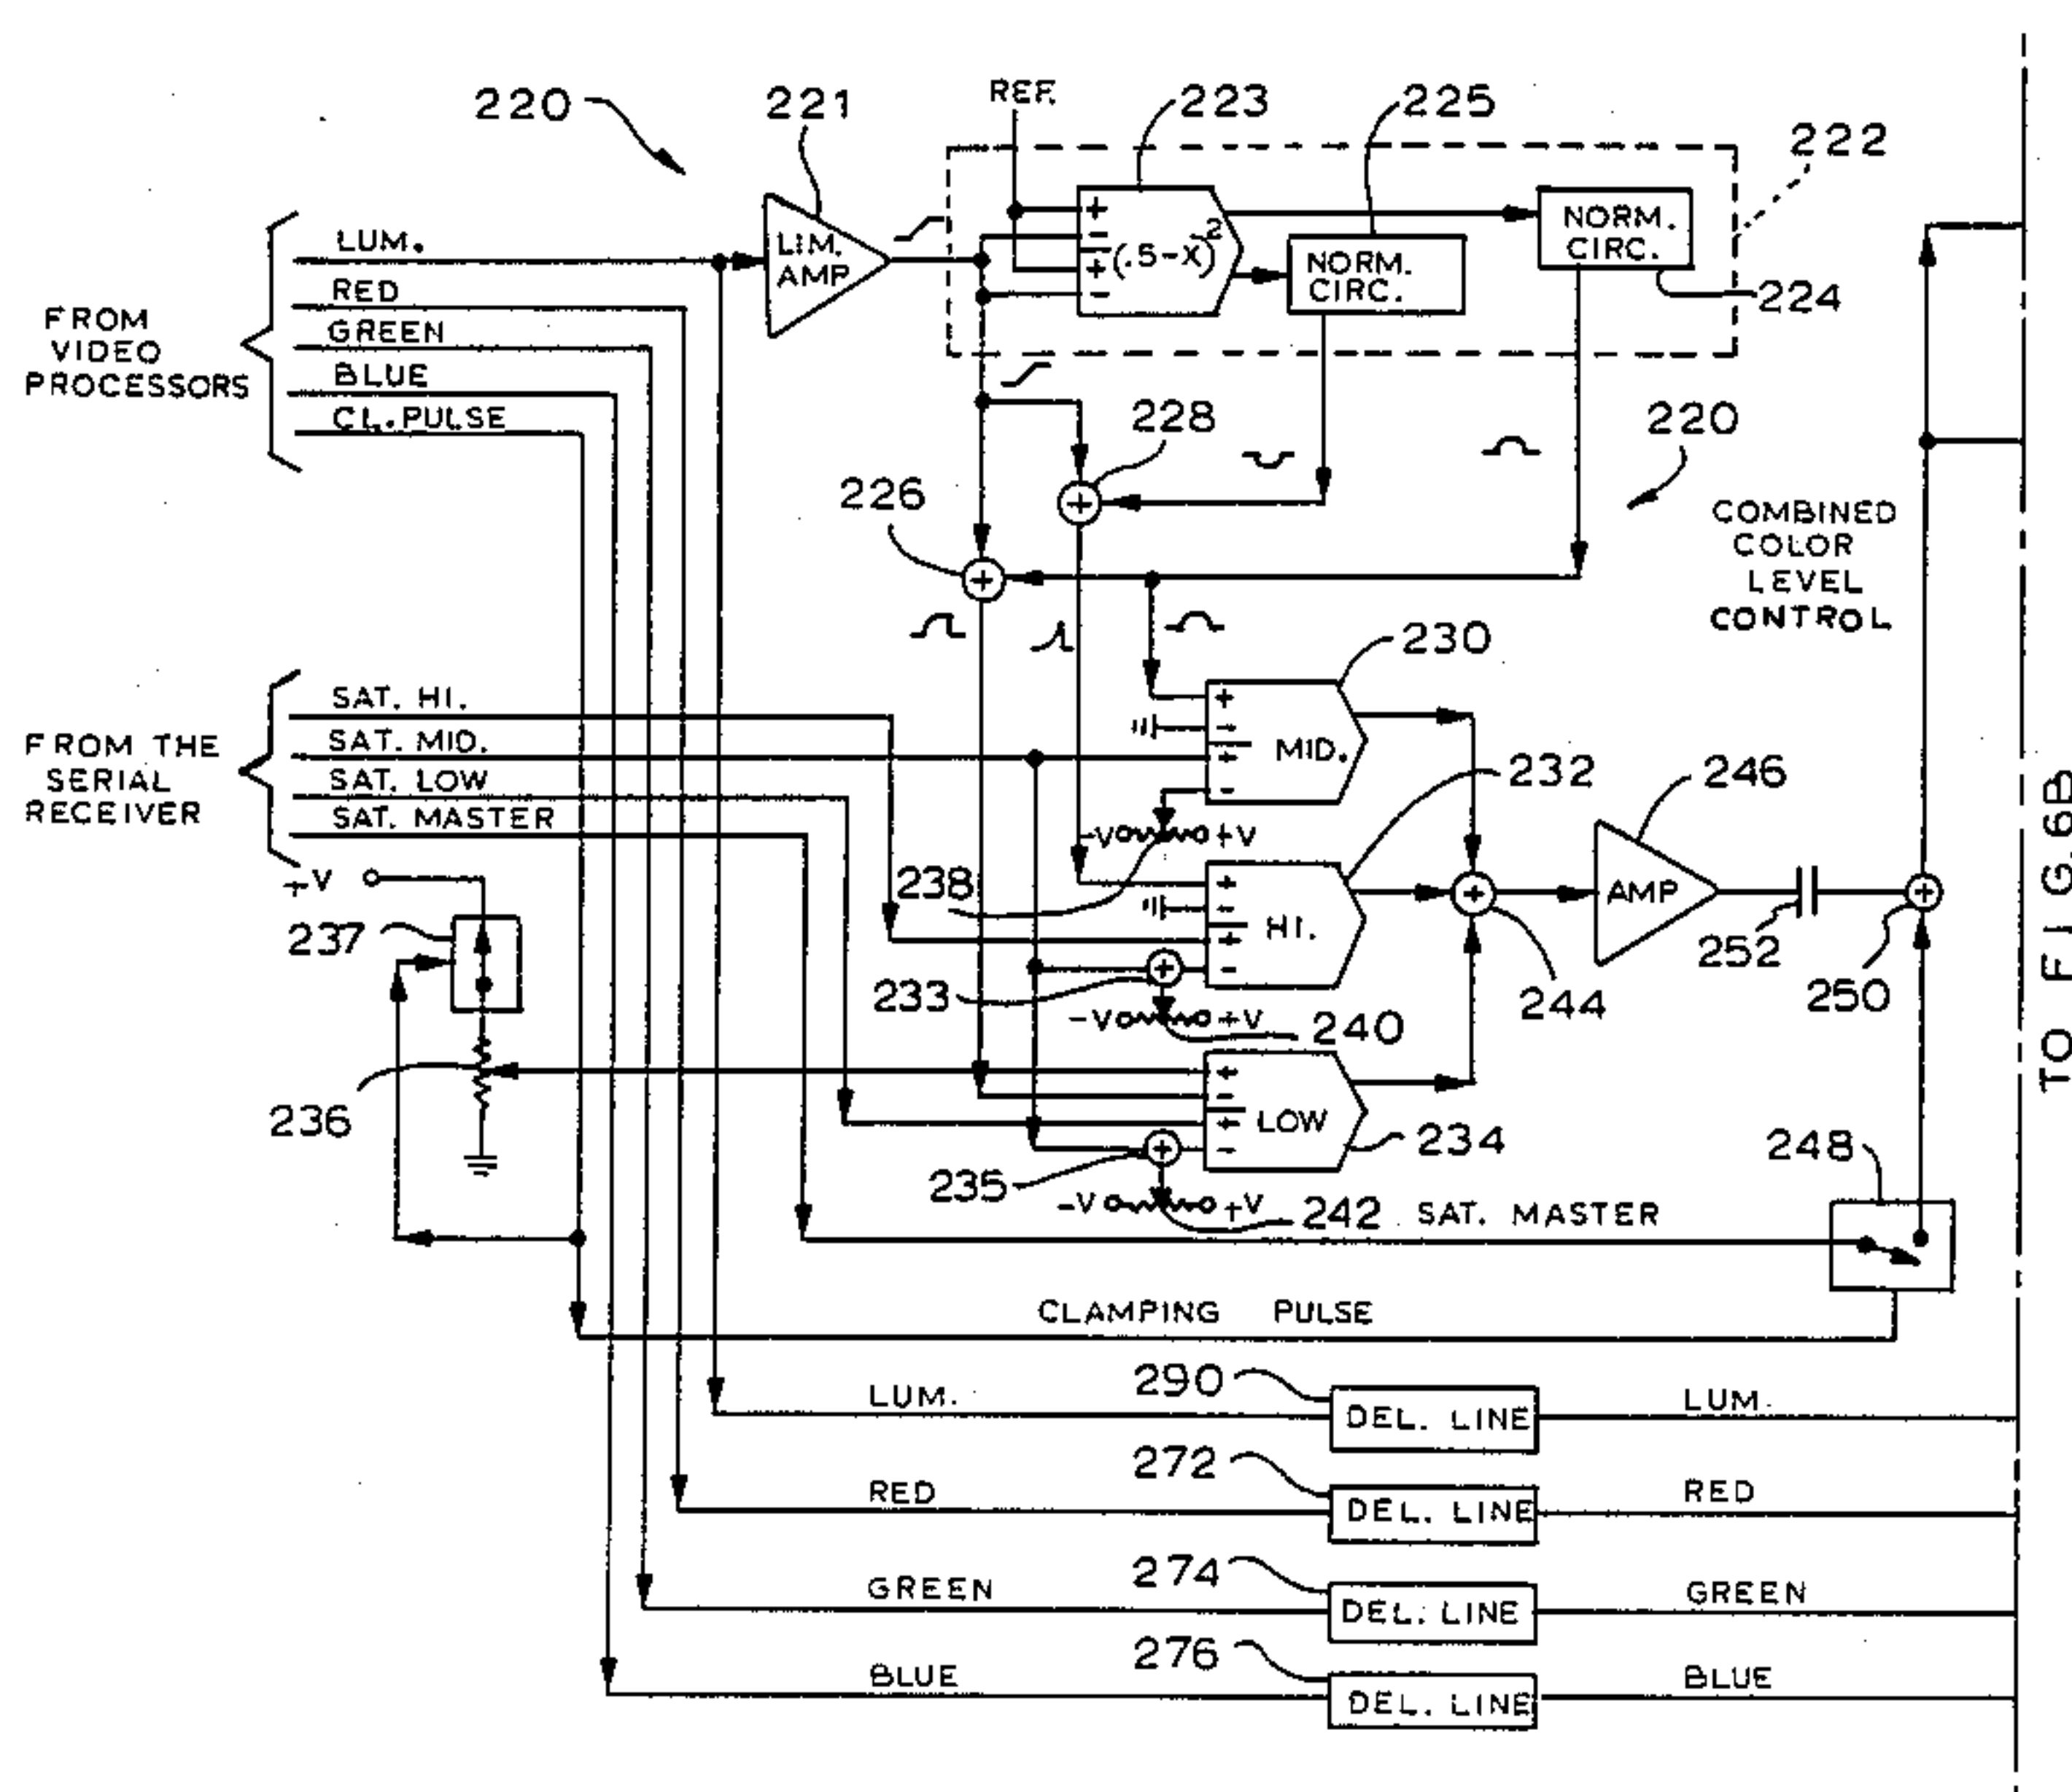 220
221
REF.
223
225
222
LUM.
LIM.
AMP
+
-
+
-
(.5-X)²
NORM.
CIRC.
NORM.
CIRC.
224
RED
GREEN
BLUE
CL.PULSE
FROM
VIDEO
PROCESSORS
228
+
226
+
220
COMBINED
COLOR
LEVEL
CONTROL
230
+
-
+
-
MID.
-V
+V
238
SAT. HI.
SAT. MID.
SAT. LOW
SAT. MASTER
FROM THE
SERIAL
RECEIVER
+V
237
236
232
+
-
+
-
HI.
+
233
-V
+V
240
+
244
246
AMP
252
+
250
+
-
+
-
LOW
234
+
235
-V
+V
242
SAT. MASTER
248
CLAMPING PULSE
290
LUM.
DEL. LINE
LUM.
272
RED
DEL. LINE
RED
274
GREEN
DEL. LINE
GREEN
276
BLUE
DEL. LINE
BLUE
TO FIG.6B